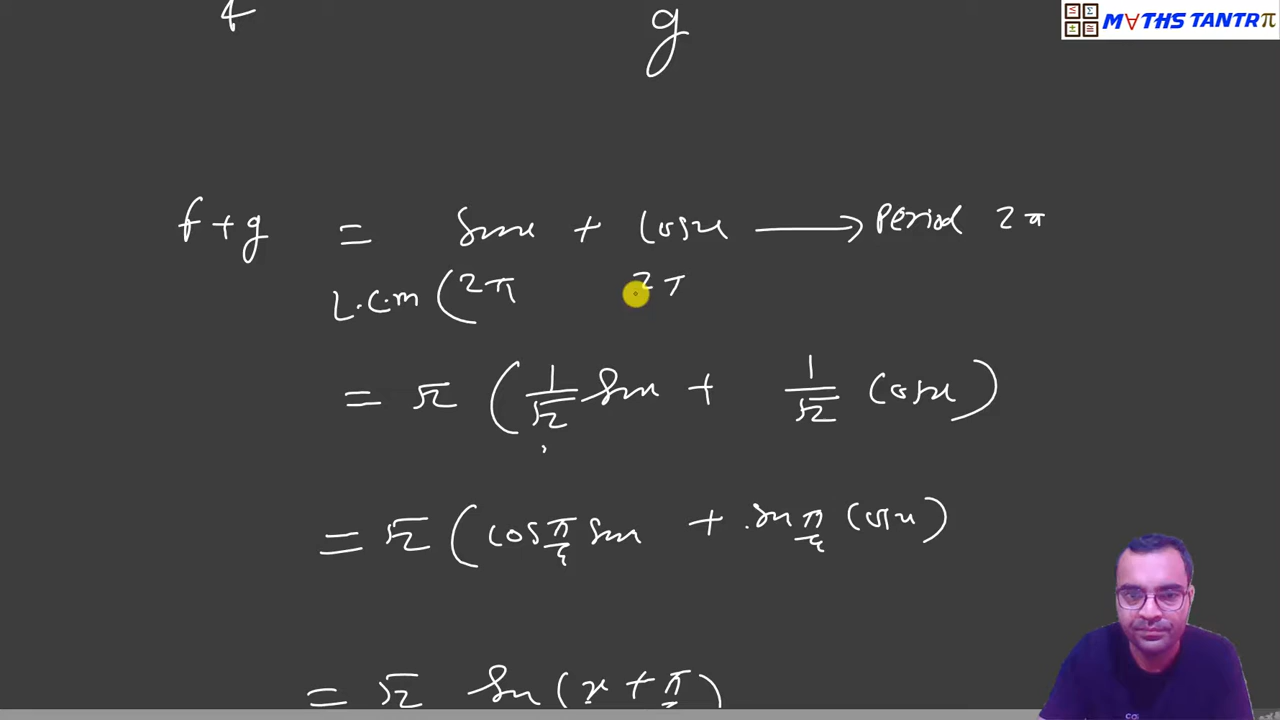 f
g
M∀THS TANTRπ
f + g = sinx + cosx ⟶ Period 2π
L.C.M (2π 2π
= √2 ( 1/√2 sinx + 1/√2 cosx )
= √2 ( cos π/4 sinx + sin π/4 cosx )
= √2 sin(x + π )